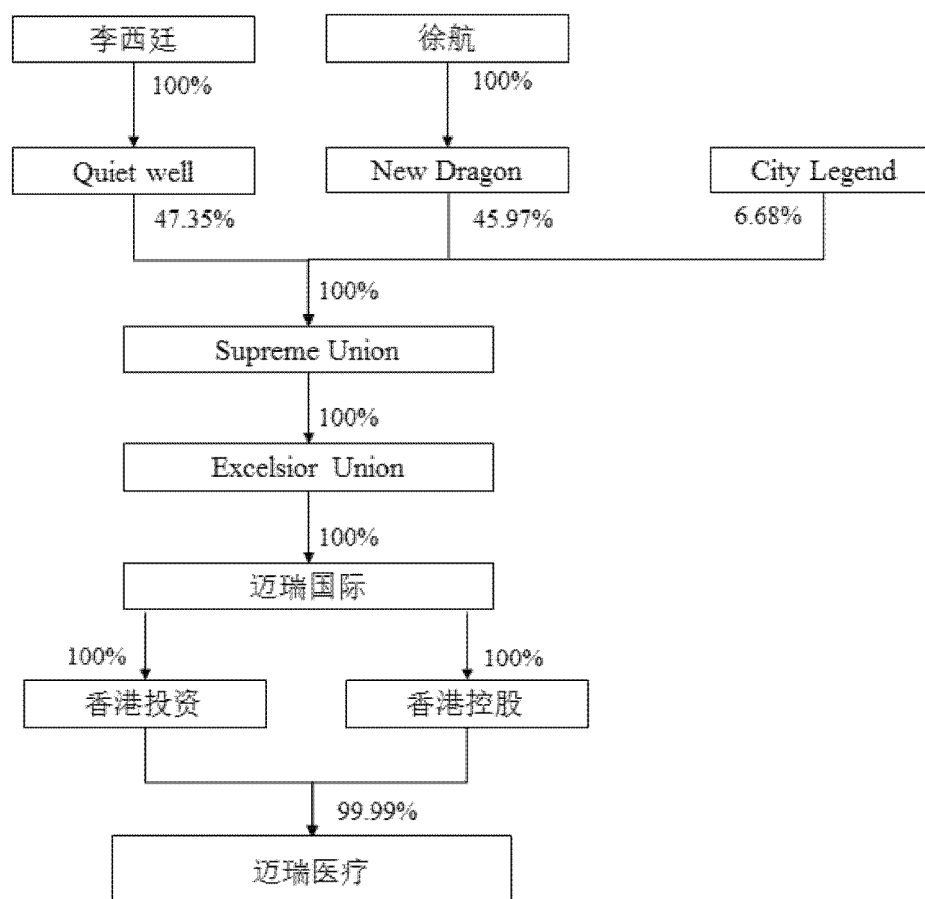 李西廷
徐航
100%
100%
Quiet well
New Dragon
City Legend
47.35%
45.97%
6.68%
100%
Supreme Union
100%
Excelsior Union
100%
迈瑞国际
100%
100%
香港投资
香港控股
99.99%
迈瑞医疗